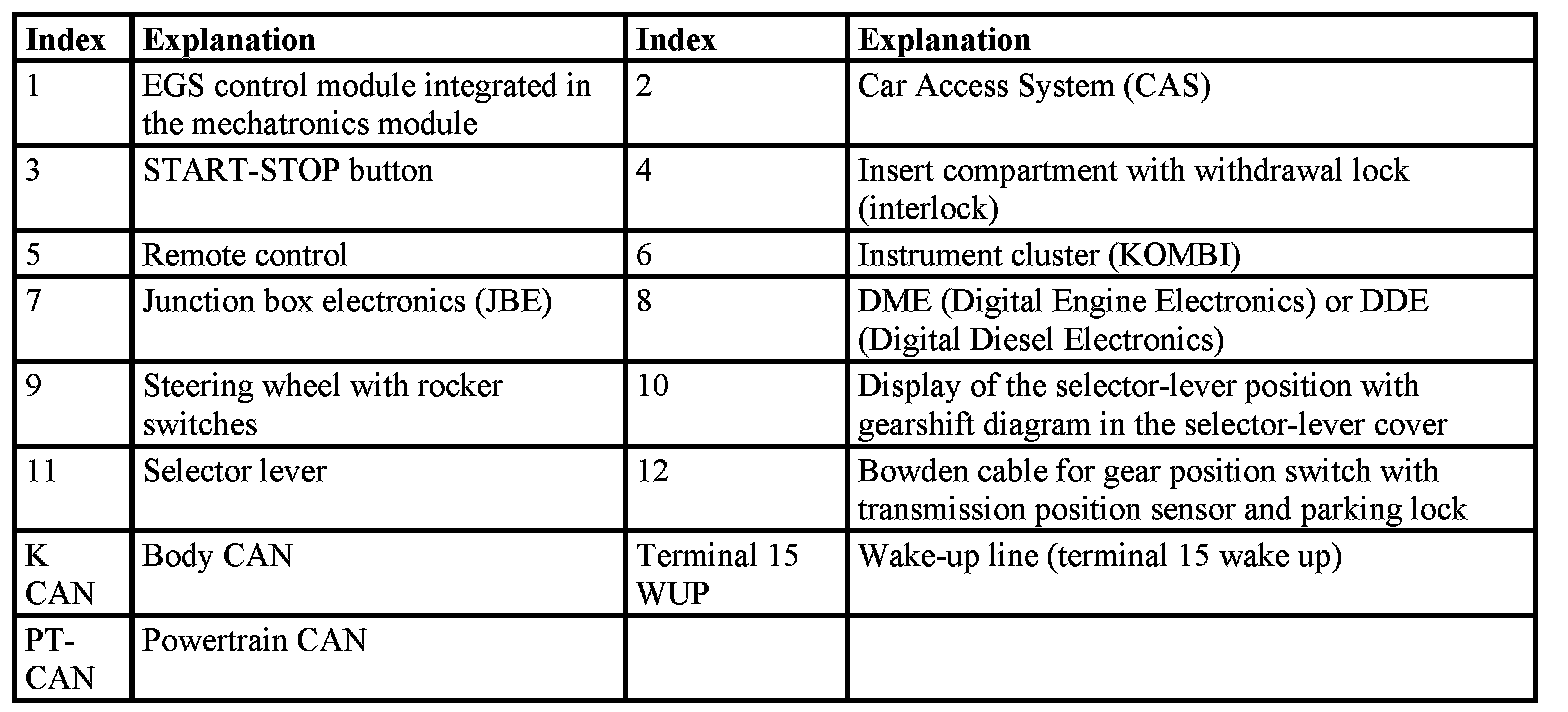 Index Explanation Index Explanation
1 EGS control module integrated in 2 Car Access System (CAS)
the mechatronics module
3 START-STOP button 4 Insert compartment with withdrawal lock
(interlock)
5 Remote control 6 Instrument cluster (KOMBI)
7 Junction box electronics (JBE) 8 DME (Digital Engine Electronics) or DDE
(Digital Diesel Electronics)
9 Steering wheel with rocker 10 Display of the selector-lever position with
switches gearshift diagram in the selector-lever cover
11 Selector lever 12 Bowden cable for gear position switch with
transmission position sensor and parking lock
K Body CAN Terminal 15 Wake-up line (terminal 15 wake up)
CAN WUP
PT- Powertrain CAN
CAN